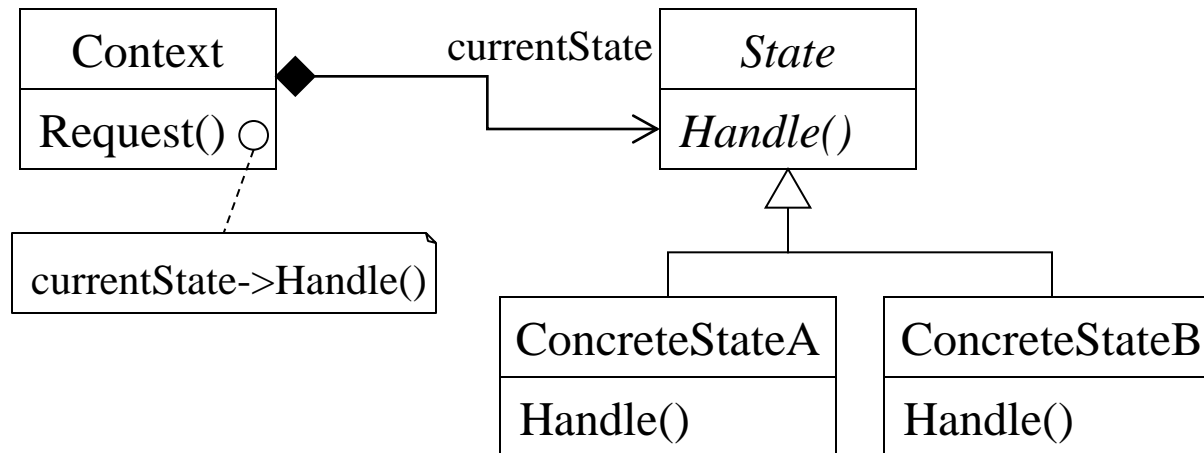 Context
Request()
currentState
State
Handle()
currentState->Handle()
ConcreteStateA
Handle()
ConcreteStateB
Handle()